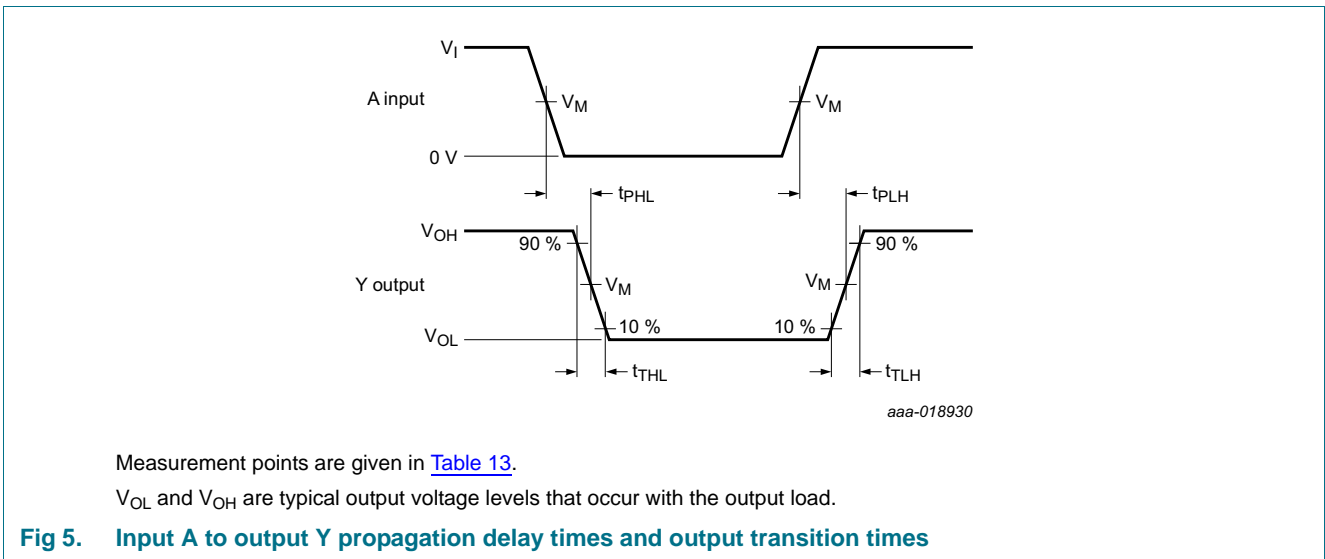 V_I
A input
V_M
V_M
0 V
t_PHL
t_PLH
V_OH
90 %
90 %
Y output
V_M
V_M
10 %
10 %
V_OL
t_THL
t_TLH
aaa-018930
Measurement points are given in Table 13.
V_OL and V_OH are typical output voltage levels that occur with the output load.
Fig 5. Input A to output Y propagation delay times and output transition times